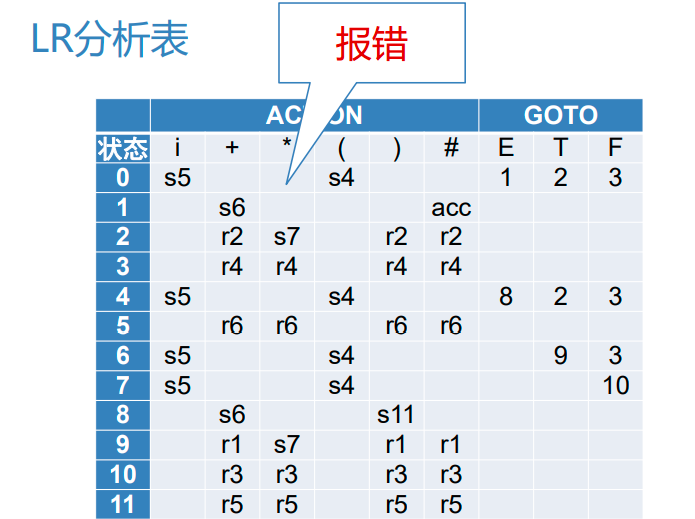 LR分析表
报错
ACTION GOTO
状态 i + * ( ) # E T F
0 s5 s4 1 2 3
1 s6 acc
2 r2 s7 r2 r2
3 r4 r4 r4 r4
4 s5 s4 8 2 3
5 r6 r6 r6 r6
6 s5 s4 9 3
7 s5 s4 10
8 s6 s11
9 r1 s7 r1 r1
10 r3 r3 r3 r3
11 r5 r5 r5 r5